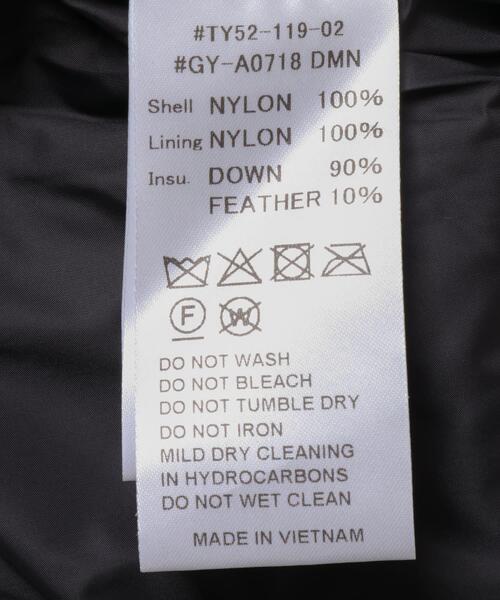 #TY52-119-02
#GY-A0718 DMN
Shell NYLON 100%
Lining NYLON 100%
Insu. DOWN 90%
FEATHER 10%
F W
DO NOT WASH
DO NOT BLEACH
DO NOT TUMBLE DRY
DO NOT IRON
MILD DRY CLEANING
IN HYDROCARBONS
DO NOT WET CLEAN
MADE IN VIETNAM